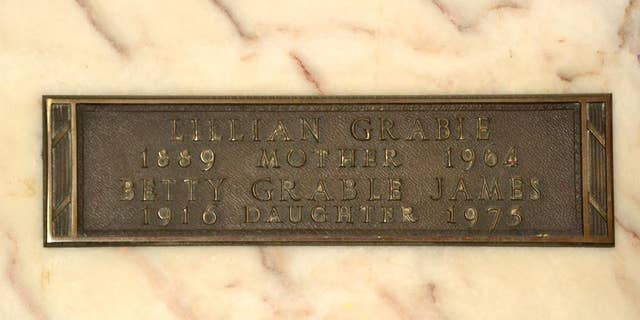 LILLIAN GRABLE
1889 MOTHER 1964
BETTY GRABLE JAMES
1916 DAUGHTER 1973